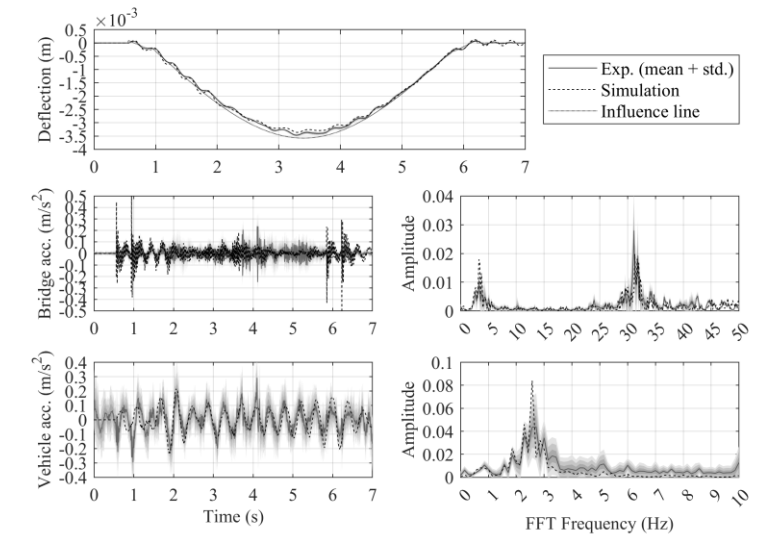 ×10⁻³
0.5
0
-0.5
-1
-1.5
-2
-2.5
-3
-3.5
-4
Deflection (m)
0 1 2 3 4 5 6 7
Exp. (mean + std.)
Simulation
Influence line
0.5
0.4
0.3
0.2
0.1
0
-0.1
-0.2
-0.3
-0.4
-0.5
Bridge acc. (m/s²)
0 1 2 3 4 5 6 7
0.04
0.03
0.02
0.01
0
Amplitude
0 5 10 15 20 25 30 35 40 45 50
0.4
0.3
0.2
0.1
0
-0.1
-0.2
-0.3
-0.4
Vehicle acc. (m/s²)
0 1 2 3 4 5 6 7
Time (s)
0.1
0.08
0.06
0.04
0.02
0
Amplitude
0 1 2 3 4 5 6 7 8 9 10
FFT Frequency (Hz)